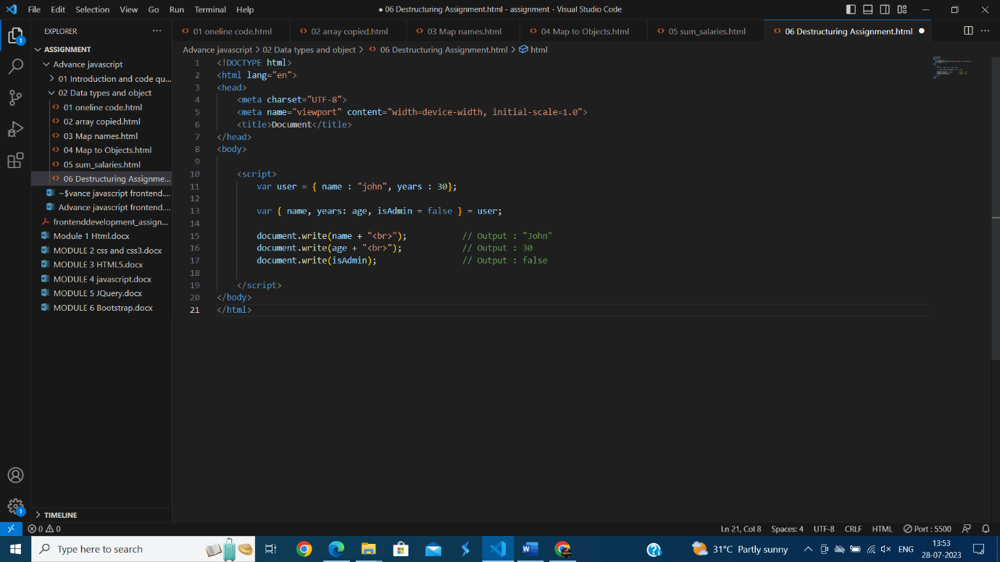 File Edit Selection View Go Run Terminal Help
● 06 Destructuring Assignment.html - assignment - Visual Studio Code
EXPLORER ···
01 oneline code.html
02 array copied.html
03 Map names.html
04 Map to Objects.html
05 sum_salaries.html
06 Destructuring Assignment.html ●
ASSIGNMENT
Advance javascript
01 Introduction and code qu...
02 Data types and object
01 oneline code.html
02 array copied.html
03 Map names.html
04 Map to Objects.html
05 sum_salaries.html
06 Destructuring Assignme...
~$vance javascript frontend....
Advance javascript frontend....
frontenddevelopment_assign...
Module 1 Html.docx
MODULE 2 css and css3.docx
MODULE 3 HTML5.docx
MODULE 4 javascript.docx
MODULE 5 JQuery.docx
MODULE 6 Bootstrap.docx
TIMELINE
Advance javascript > 02 Data types and object > 06 Destructuring Assignment.html > html
1 <!DOCTYPE html>
2 <html lang="en">
3 <head>
4 <meta charset="UTF-8">
5 <meta name="viewport" content="width=device-width, initial-scale=1.0">
6 <title>Document</title>
7 </head>
8 <body>
9
10 <script>
11 var user = { name : "john", years : 30};
12
13 var { name, years: age, isAdmin = false } = user;
14
15 document.write(name + "<br>"); // Output : "John"
16 document.write(age + "<br>"); // Output : 30
17 document.write(isAdmin); // Output : false
18
19 </script>
20 </body>
21 </html>
0 0
Ln 21, Col 8 Spaces: 4 UTF-8 CRLF HTML Port : 5500
Type here to search
31°C Partly sunny
ENG
13:53
28-07-2023